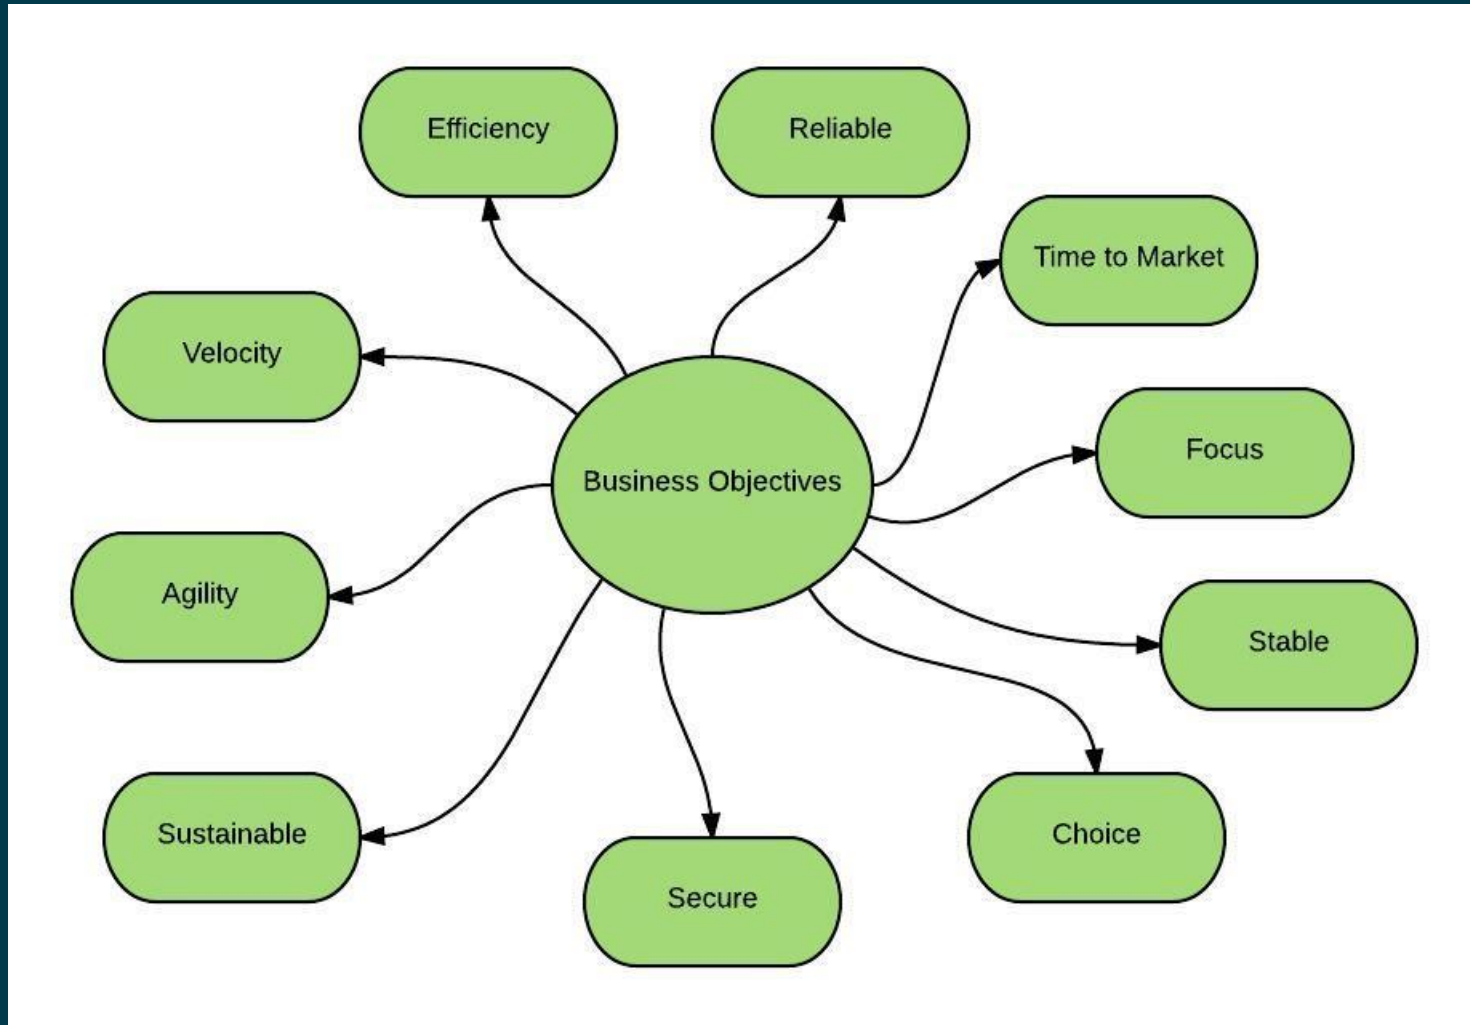 Efficiency
Reliable
Time to Market
Velocity
Focus
Business Objectives
Agility
Stable
Sustainable
Choice
Secure